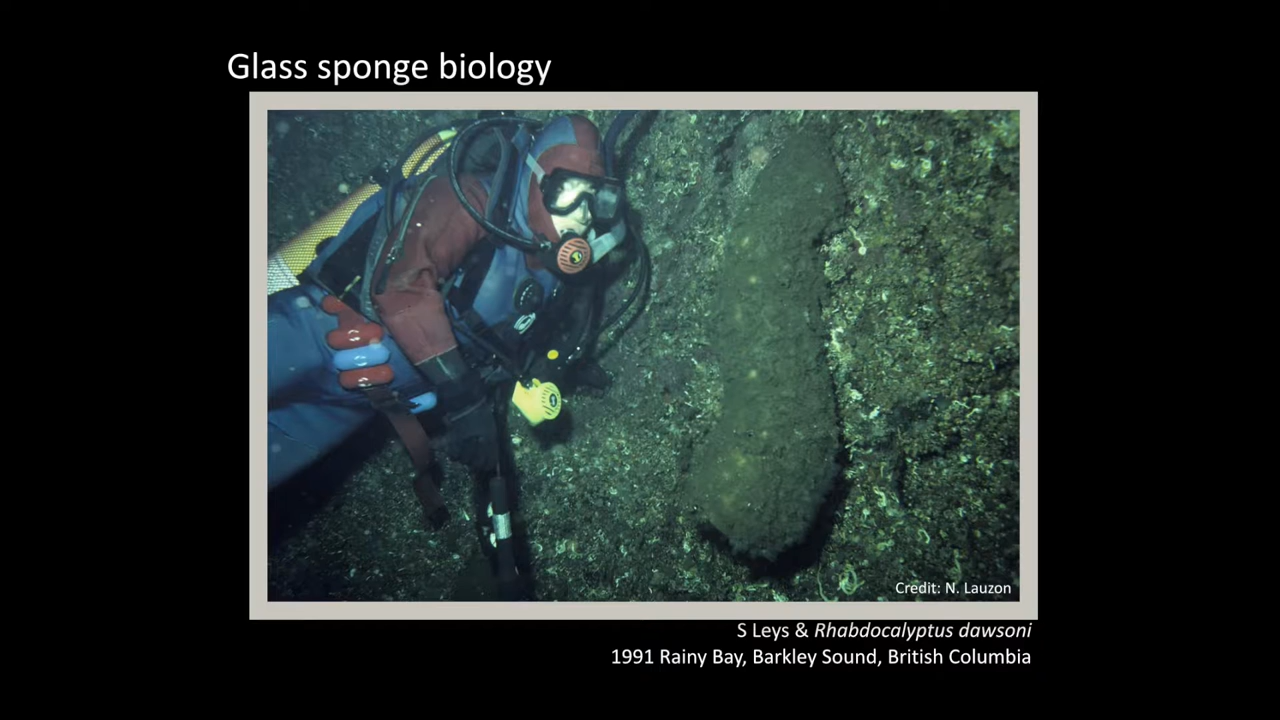 Glass sponge biology
Credit: N. Lauzon
S Leys & Rhabdocalyptus dawsoni
1991 Rainy Bay, Barkley Sound, British Columbia